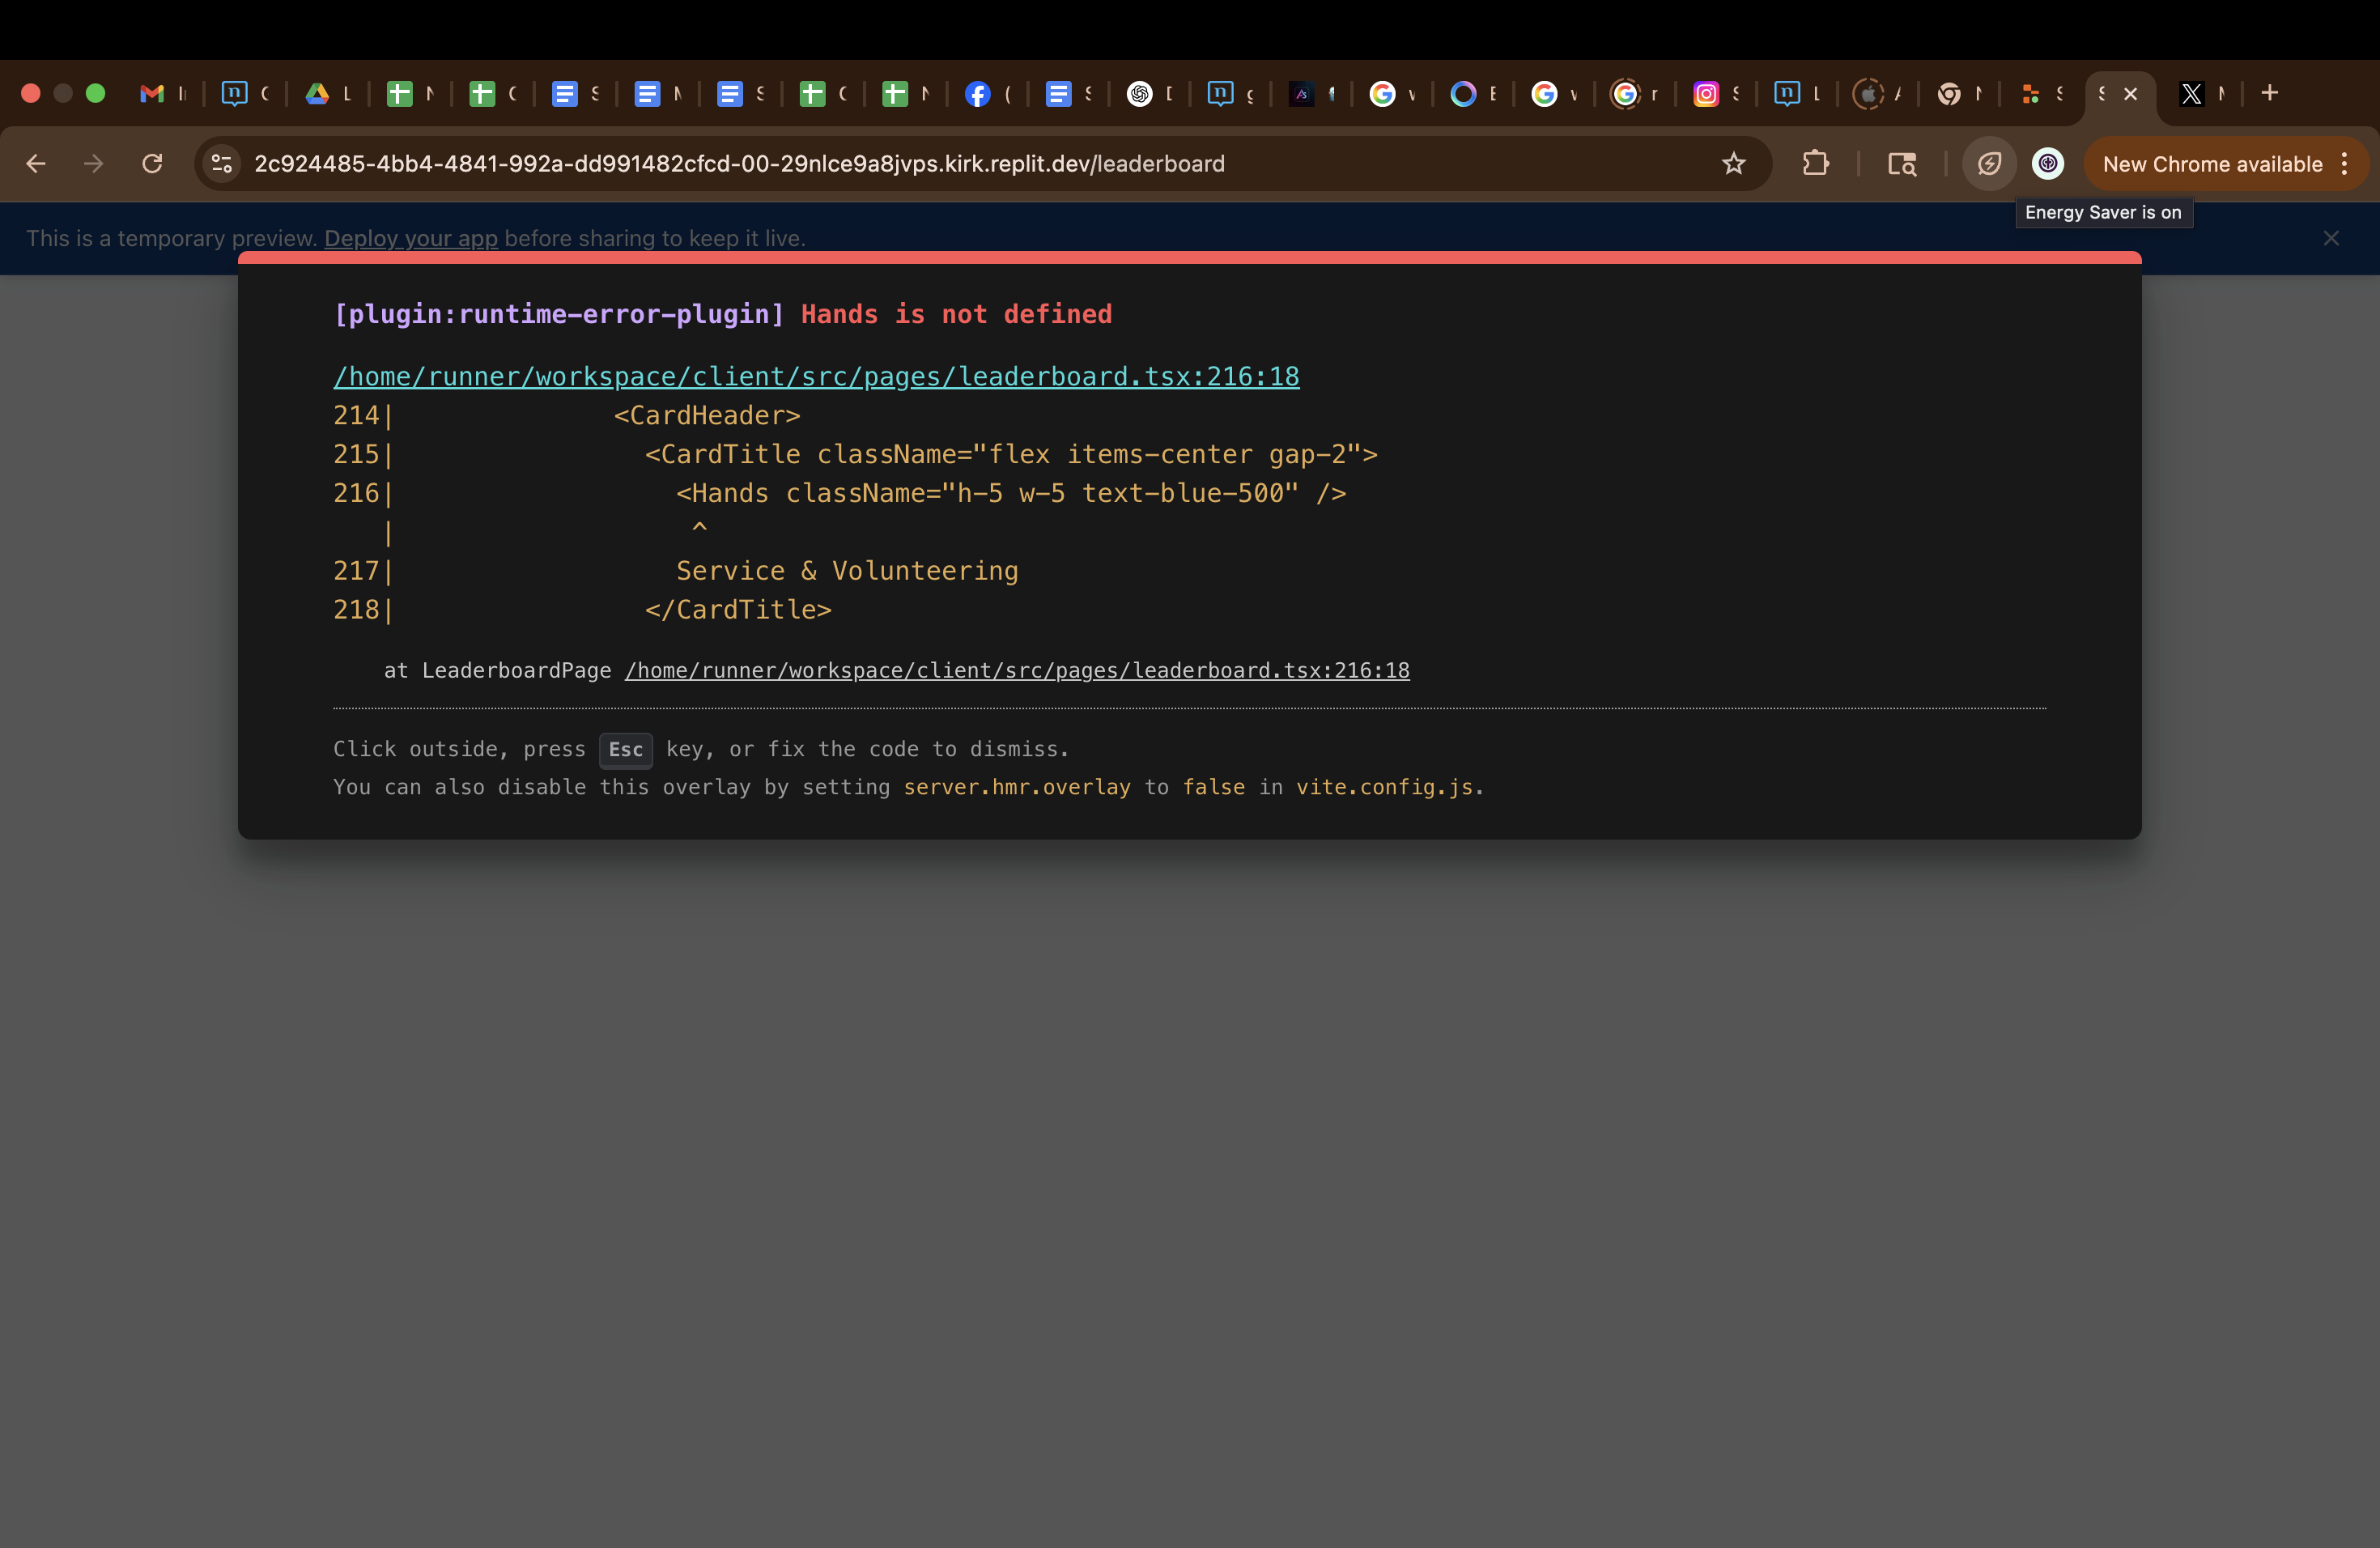 2c924485-4bb4-4841-992a-dd991482cfcd-00-29nlce9a8jvps.kirk.replit.dev/leaderboard
New Chrome available
Energy Saver is on
This is a temporary preview. Deploy your app before sharing to keep it live.
[plugin:runtime-error-plugin] Hands is not defined
/home/runner/workspace/client/src/pages/leaderboard.tsx:216:18
214|              <CardHeader>
215|                <CardTitle className="flex items-center gap-2">
216|                  <Hands className="h-5 w-5 text-blue-500" />
   |                   ^
217|                  Service & Volunteering
218|                </CardTitle>
at LeaderboardPage /home/runner/workspace/client/src/pages/leaderboard.tsx:216:18
Click outside, press Esc key, or fix the code to dismiss.
You can also disable this overlay by setting server.hmr.overlay to false in vite.config.js.